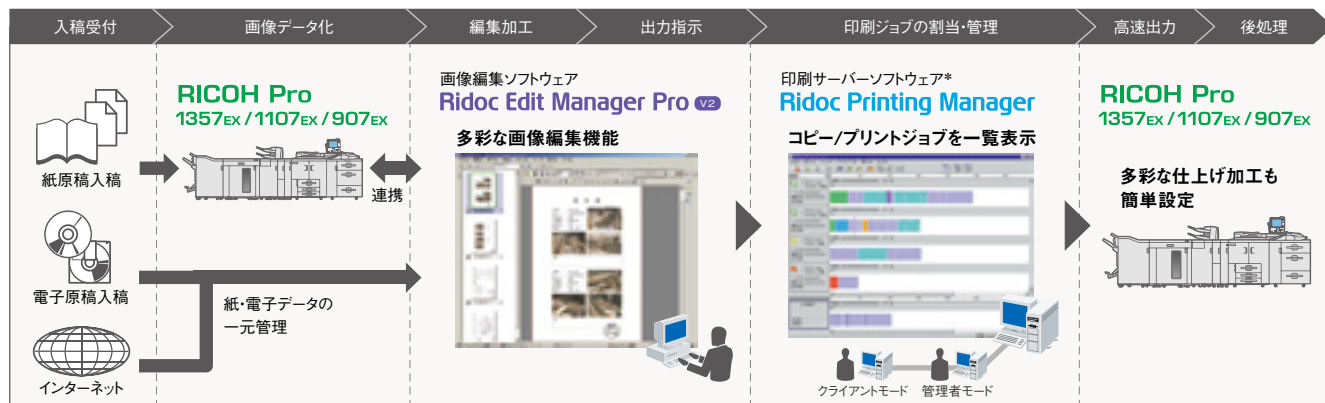 入稿受付
画像データ化
編集加工
出力指示
印刷ジョブの割当・管理
高速出力
後処理
紙原稿入稿
電子原稿入稿
インターネット
RICOH Pro
1357EX / 1107EX / 907EX
連携
紙・電子データの
一元管理
画像編集ソフトウェア
Ridoc Edit Manager Pro V2
多彩な画像編集機能
印刷サーバーソフトウェア*
Ridoc Printing Manager
コピー/プリントジョブを一覧表示
クライアントモード
管理者モード
RICOH Pro
1357EX / 1107EX / 907EX
多彩な仕上げ加工も
簡単設定